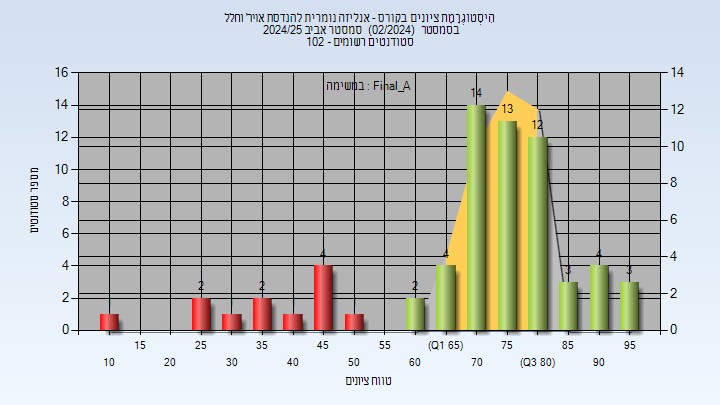 הִיסטוֹגְרָמַת ציונים בקורס - אנליזה נומרית להנדסת אויר וחלל
בסמסטר (02/2024) סמסטר אביב 2024/25
סטודנטים רשומים - 102
במשימה : Final_A
מספר סטודנטים
16 14 12 10 8 6 4 2 0
14 12 10 8 6 4 2 0
2 2 4 2 4 14 13 12 3 4 3
15 25 35 45 55 (Q1 65) 75 85 95
10 20 30 40 50 60 70 (Q3 80) 90
טווח ציונים